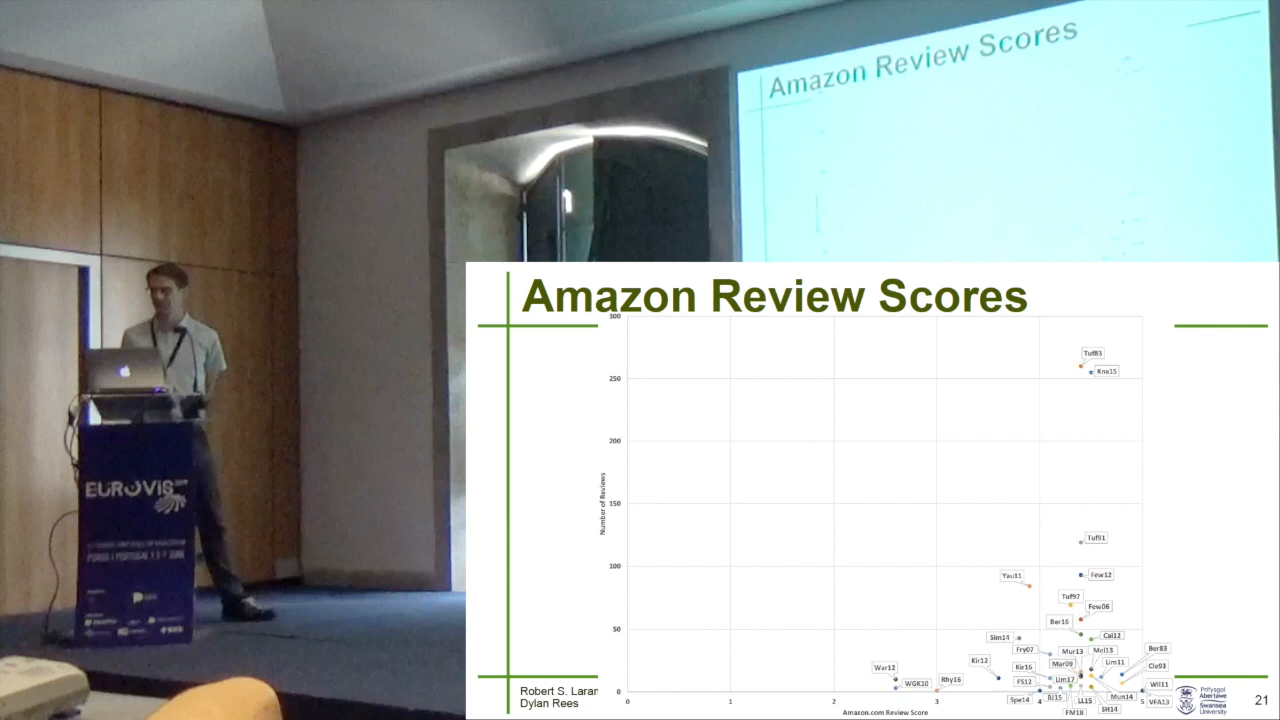 Amazon Review Scores
EUROVIS
Amazon Review Scores
300
250
200
150
100
50
0
Number of Reviews
Tuf83
Kna15
Tuf91
Few12
Yau11
Tuf97
Few06
Ber16
Cal12
Sim14
Fry07
Mur13
Mei13
Ber83
Kir12
Kir16
Mar09
Lim11
Cle93
War12
WGK10
Rhy16
FS12
Lim17
Wil11
Spe14
BJ15
LL15
Mun14
VFA13
FM18
SH14
0 1 2 3 4 5
Amazon.com Review Score
Robert S. Laran
Dylan Rees
Prifysgol
Abertawe
Swansea
University
21